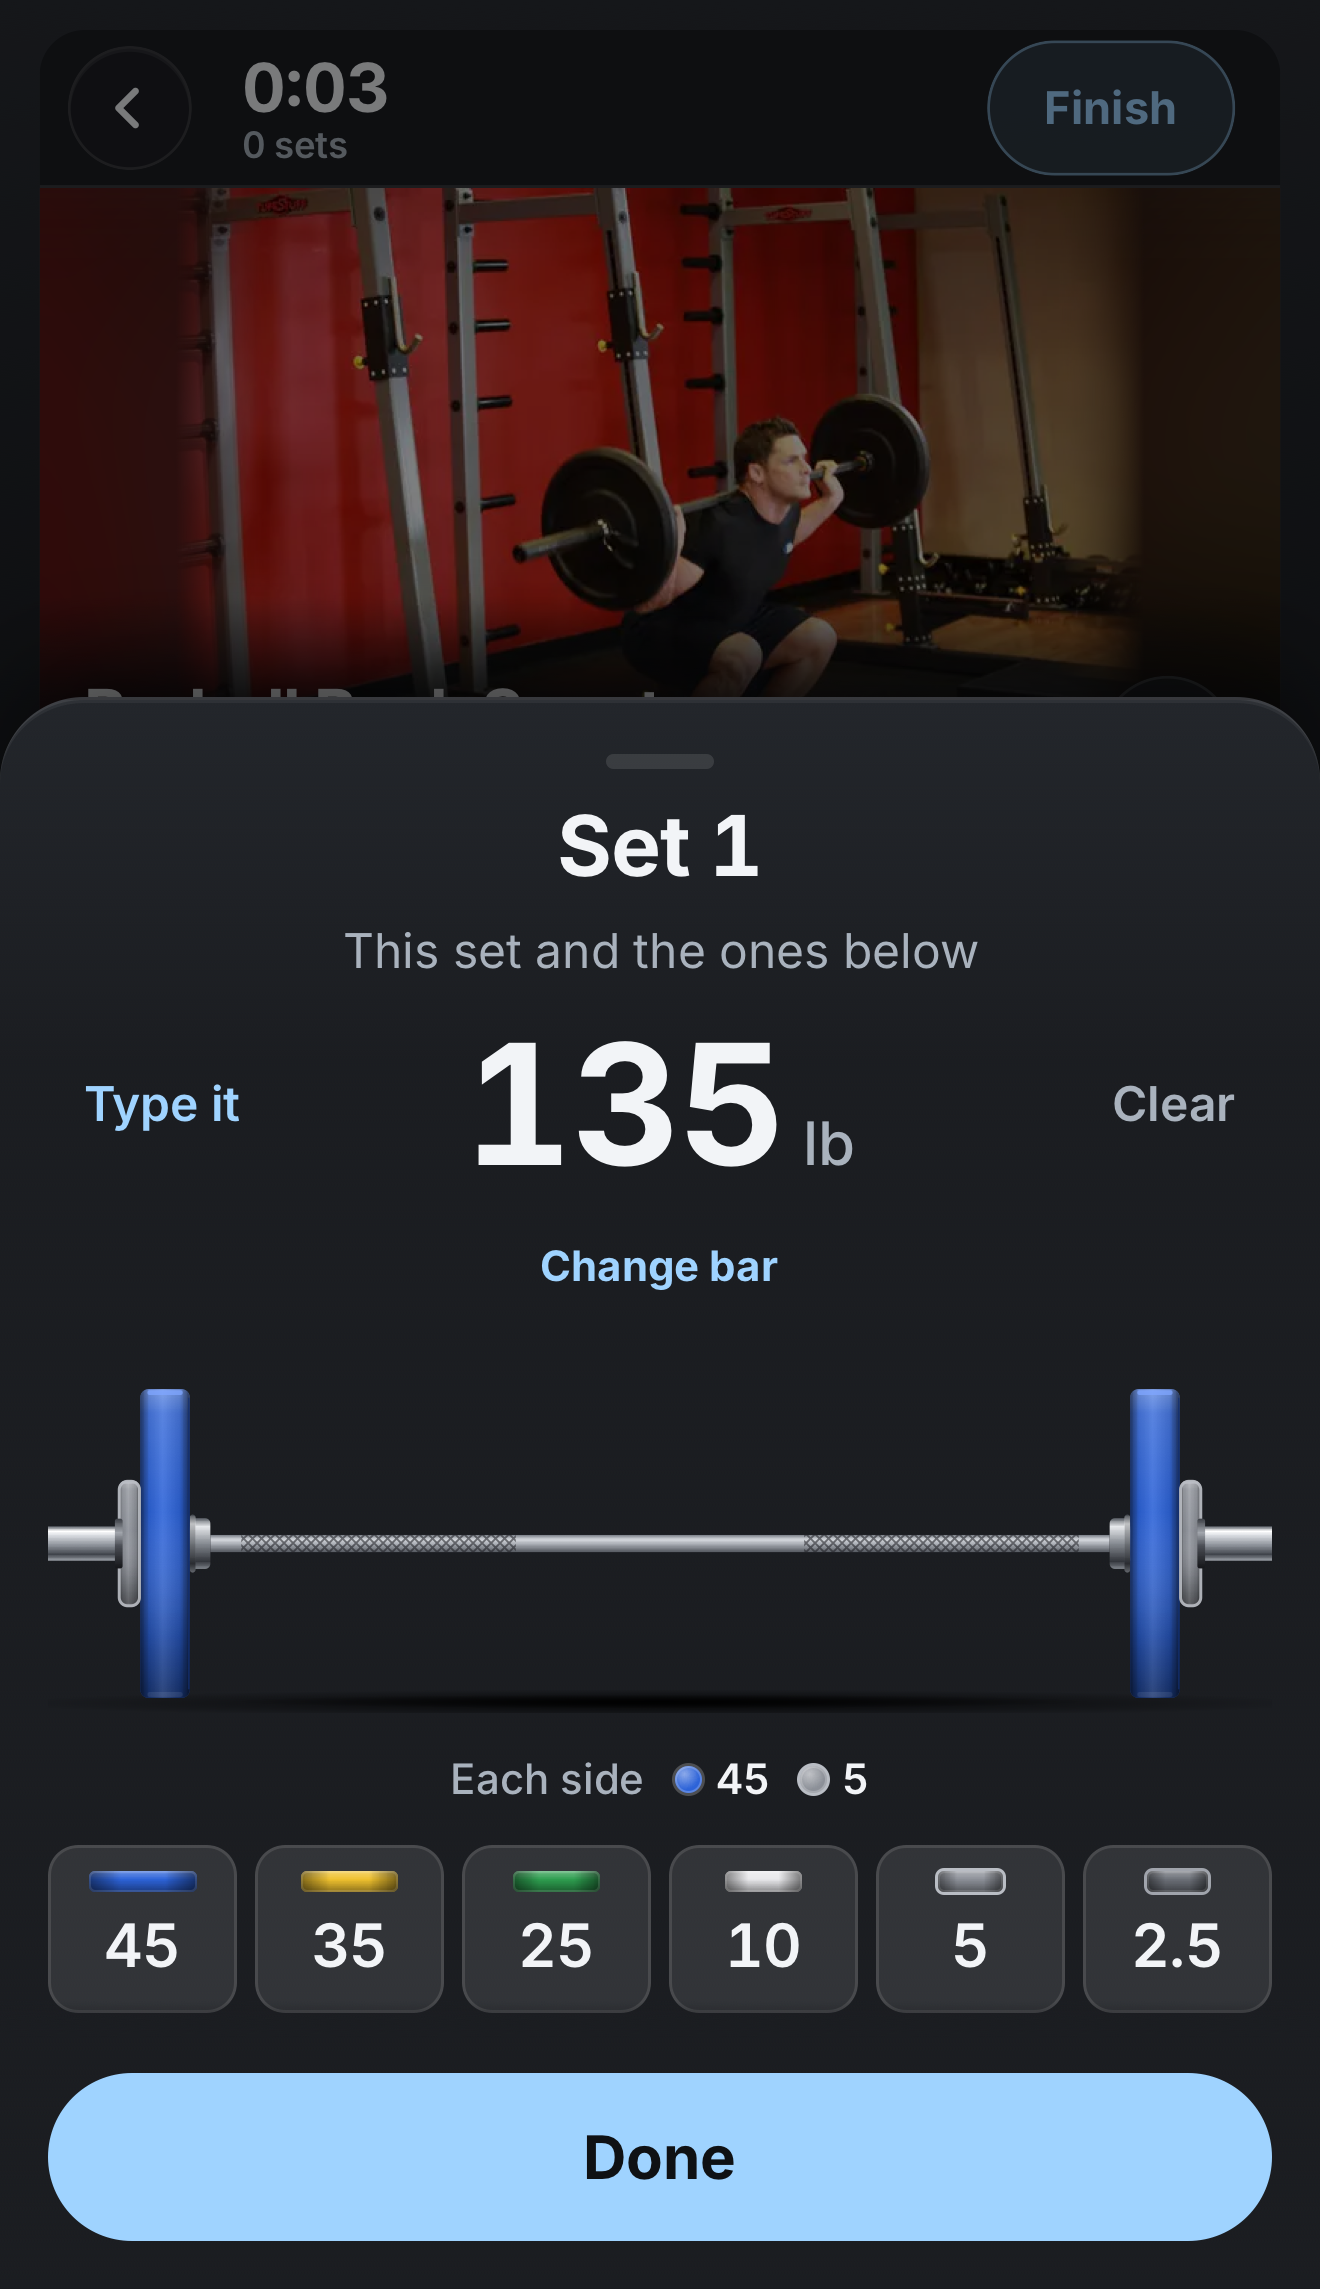 0:03
0 sets
Finish
Set 1
This set and the ones below
Type it
135 lb
Clear
Change bar
Each side 45 5
45 35 25 10 5 2.5
Done